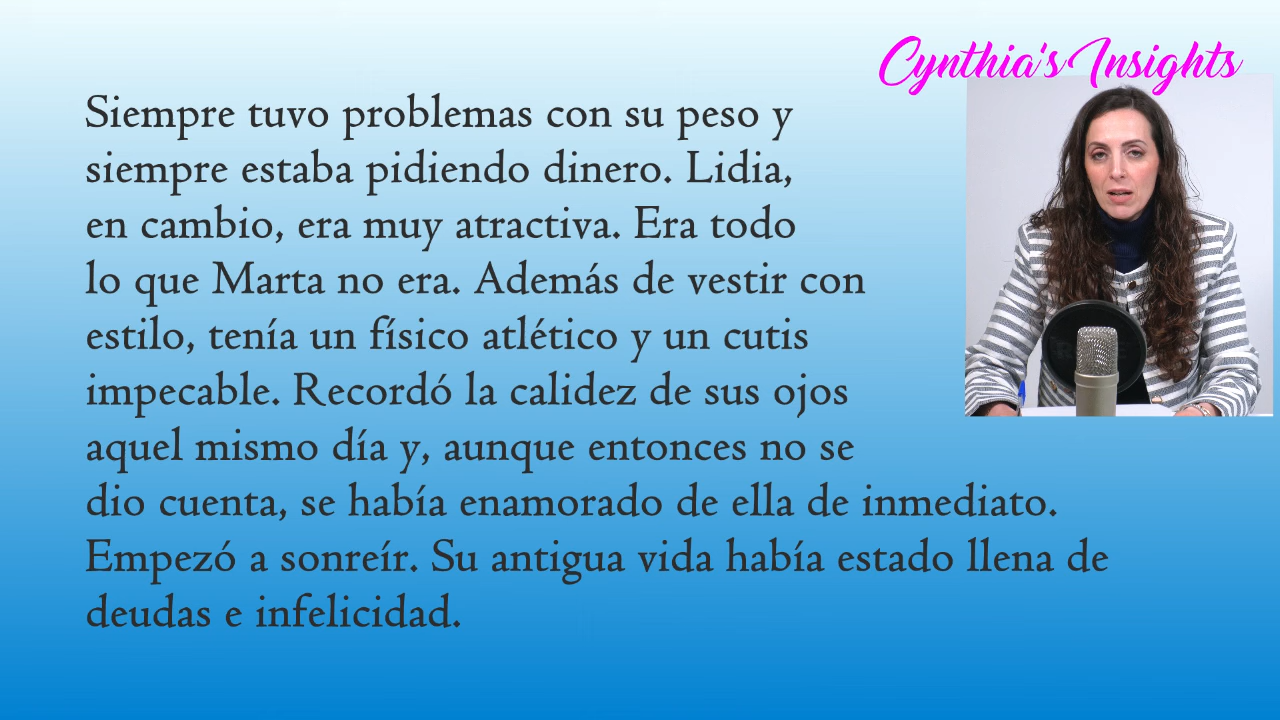 Cynthia's Insights
Siempre tuvo problemas con su peso y
siempre estaba pidiendo dinero. Lidia,
en cambio, era muy atractiva. Era todo
lo que Marta no era. Además de vestir con
estilo, tenía un físico atlético y un cutis
impecable. Recordó la calidez de sus ojos
aquel mismo día y, aunque entonces no se
dio cuenta, se había enamorado de ella de inmediato.
Empezó a sonreír. Su antigua vida había estado llena de
deudas e infelicidad.